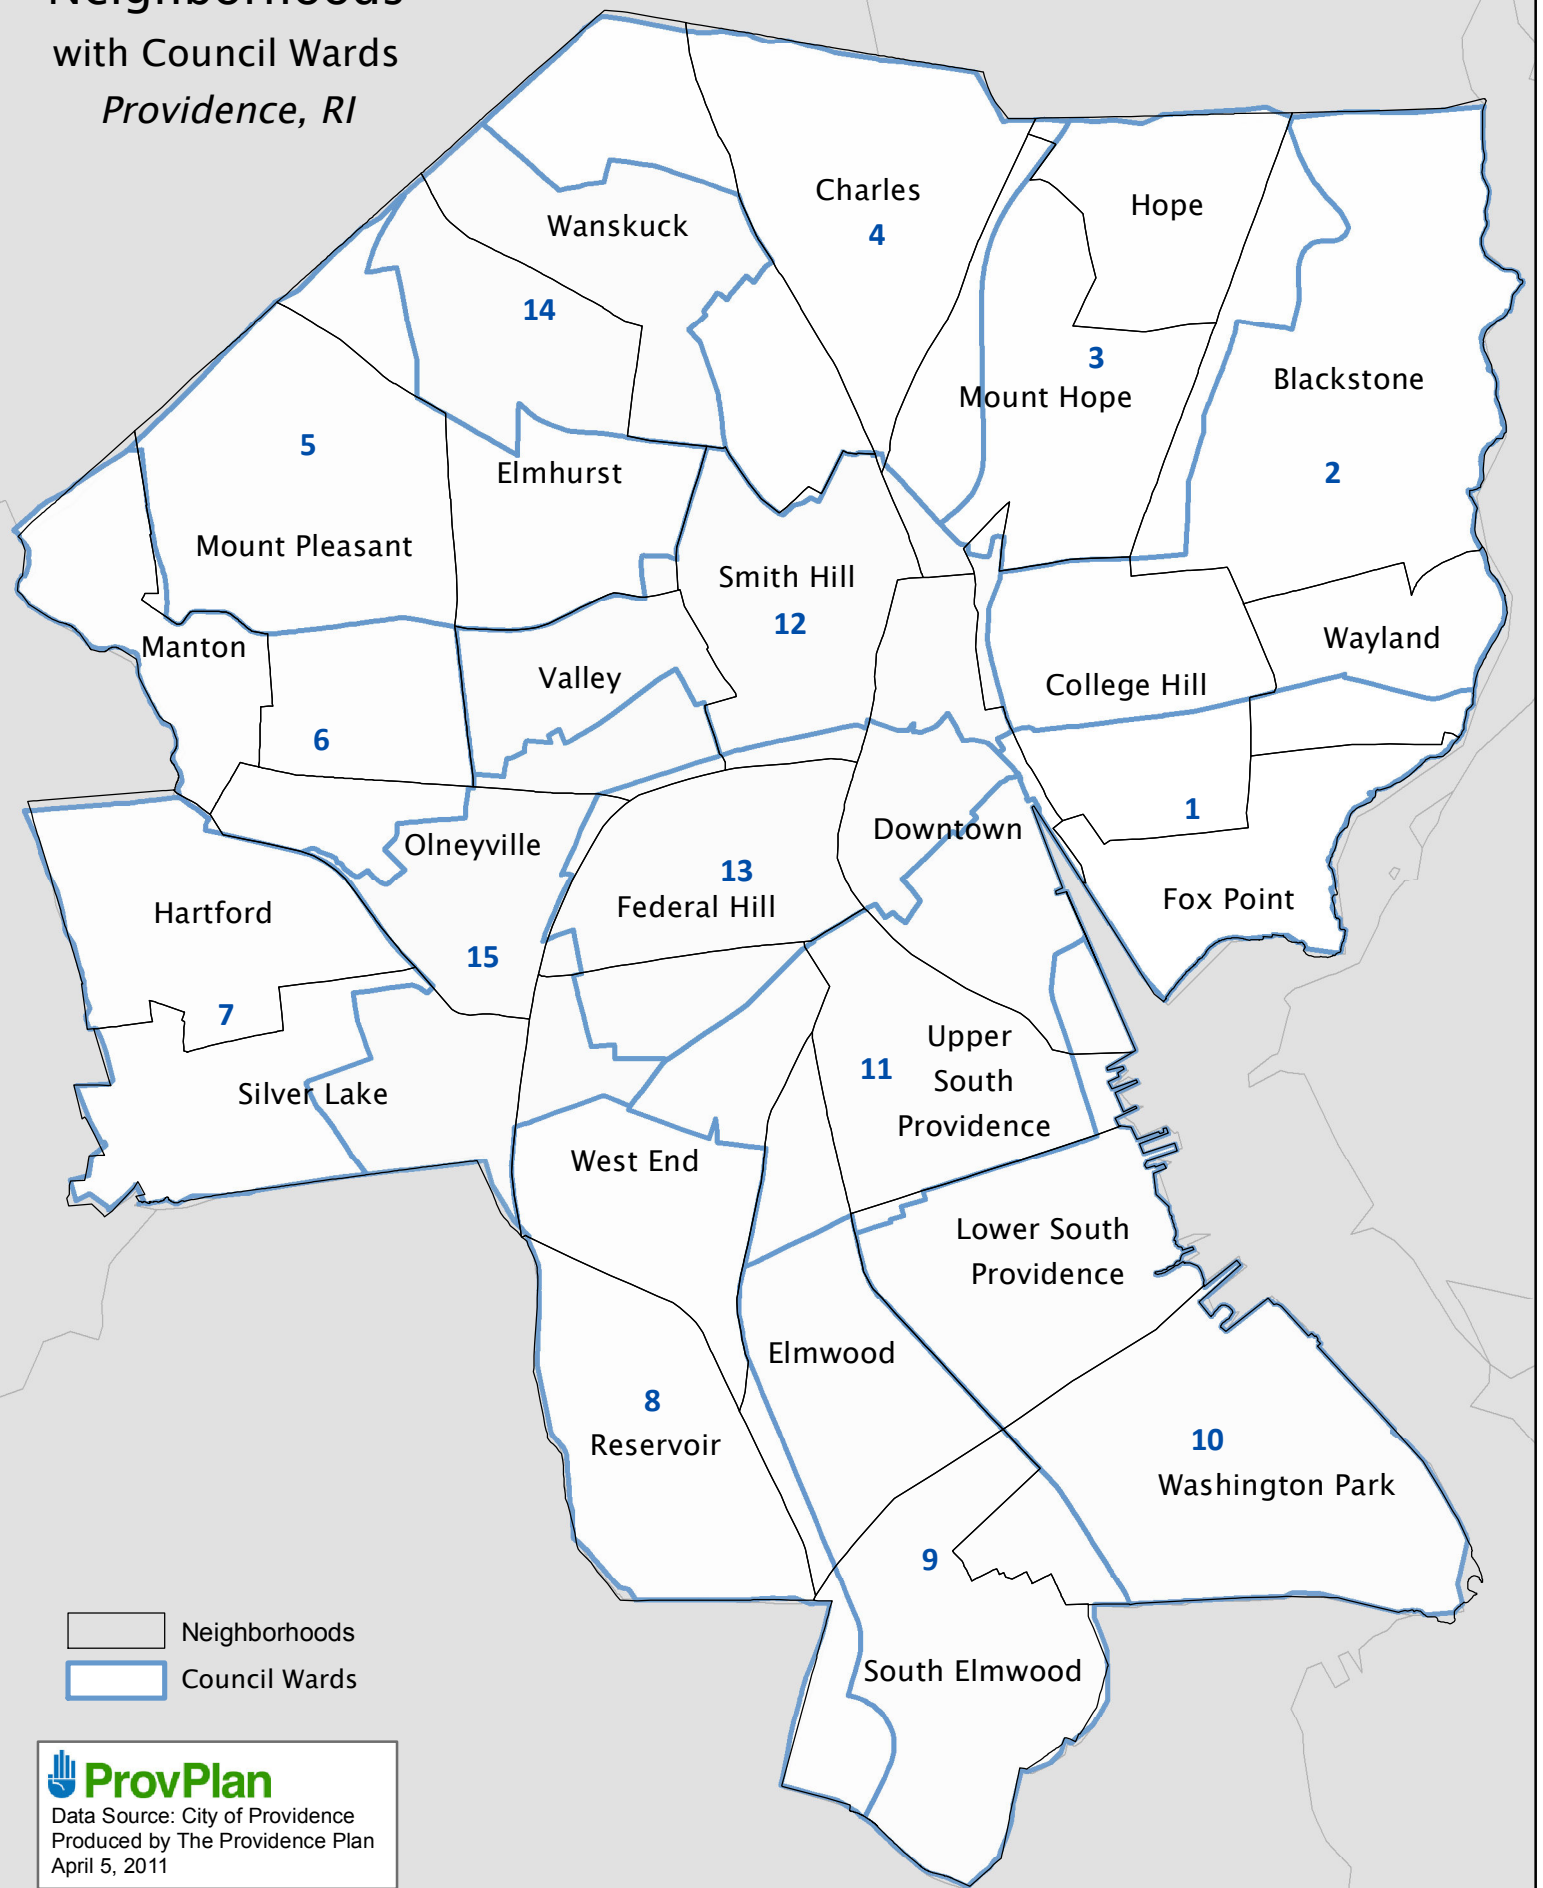 Neighborhoods
with Council Wards
Providence, RI
Charles
4
Hope
Wanskuck
14
3
Mount Hope
Blackstone
2
5
Elmhurst
Mount Pleasant
Smith Hill
12
Manton
Valley
College Hill
Wayland
6
1
Olneyville
Downtown
13
Federal Hill
Fox Point
Hartford
15
7
Silver Lake
11
Upper
South
Providence
West End
Lower South
Providence
Elmwood
8
Reservoir
10
Washington Park
9
South Elmwood
Neighborhoods
Council Wards
ProvPlan
Data Source: City of Providence
Produced by The Providence Plan
April 5, 2011